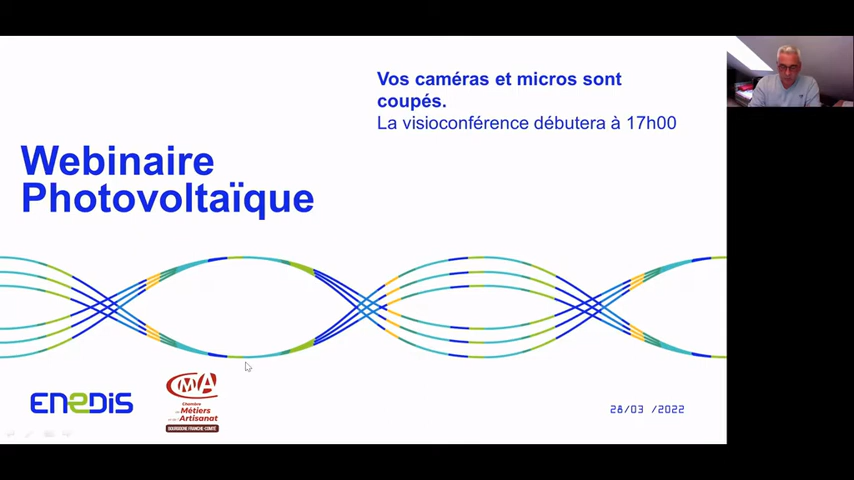 Vos caméras et micros sont
coupés.
La visioconférence débutera à 17h00
Webinaire
Photovoltaïque
ENEDIS
CMA
Chambre
de Métiers
et de l'Artisanat
BOURGOGNE FRANCHE-COMTÉ
28/03 /2022